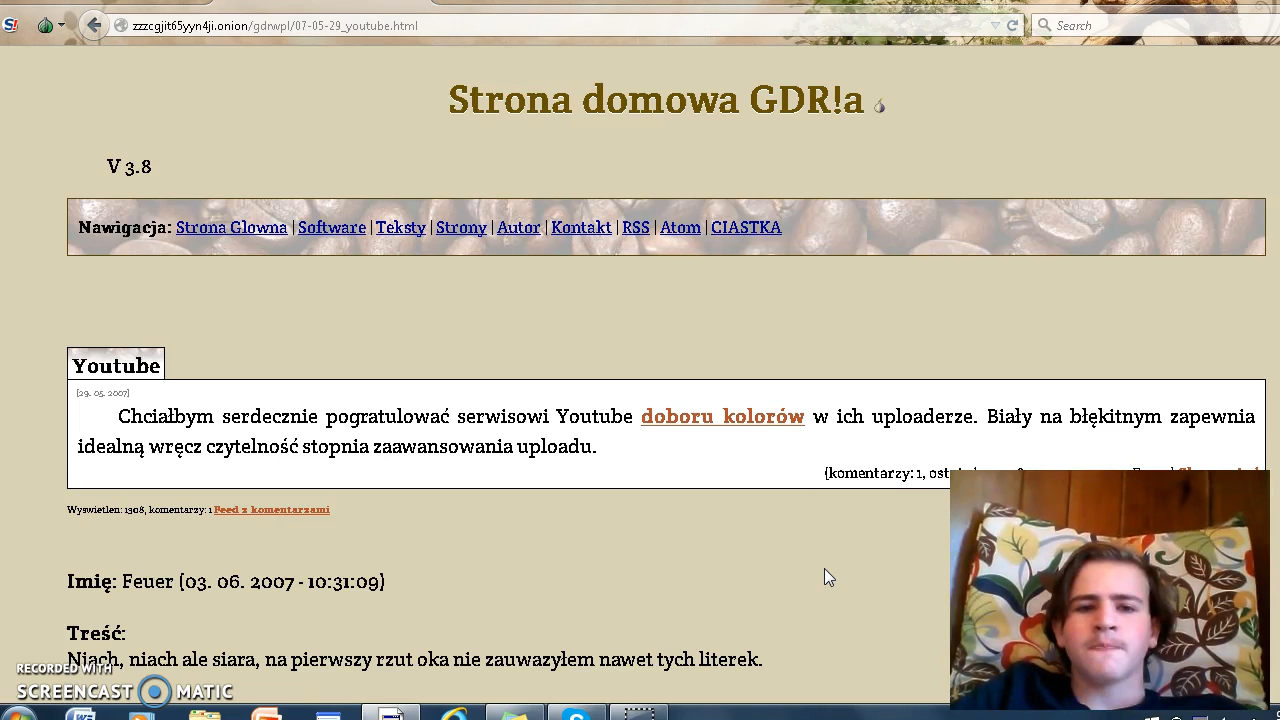 zzzcgjjit65yyn4ji.onion/gdrwpl/07-05-29_youtube.html
Search
Strona domowa GDR!a
V 3.8
Nawigacja: Strona Glowna | Software | Teksty | Strony | Autor | Kontakt | RSS | Atom | CIASTKA
Youtube
[29. 05. 2007]
Chciałbym serdecznie pogratulować serwisowi Youtube doboru kolorów w ich uploaderze. Biały na błękitnym zapewnia
idealną wręcz czytelność stopnia zaawansowania uploadu.
{komentarzy: 1,
Wyswietlen: 1308, komentarzy: 1 Feed z komentarzami
Imię: Feuer {03. 06. 2007 - 10:31:09}
Treść:
Niach, niach ale siara, na pierwszy rzut oka nie zauwazyłem nawet tych literek.
RECORDED WITH
SCREENCAST MATIC